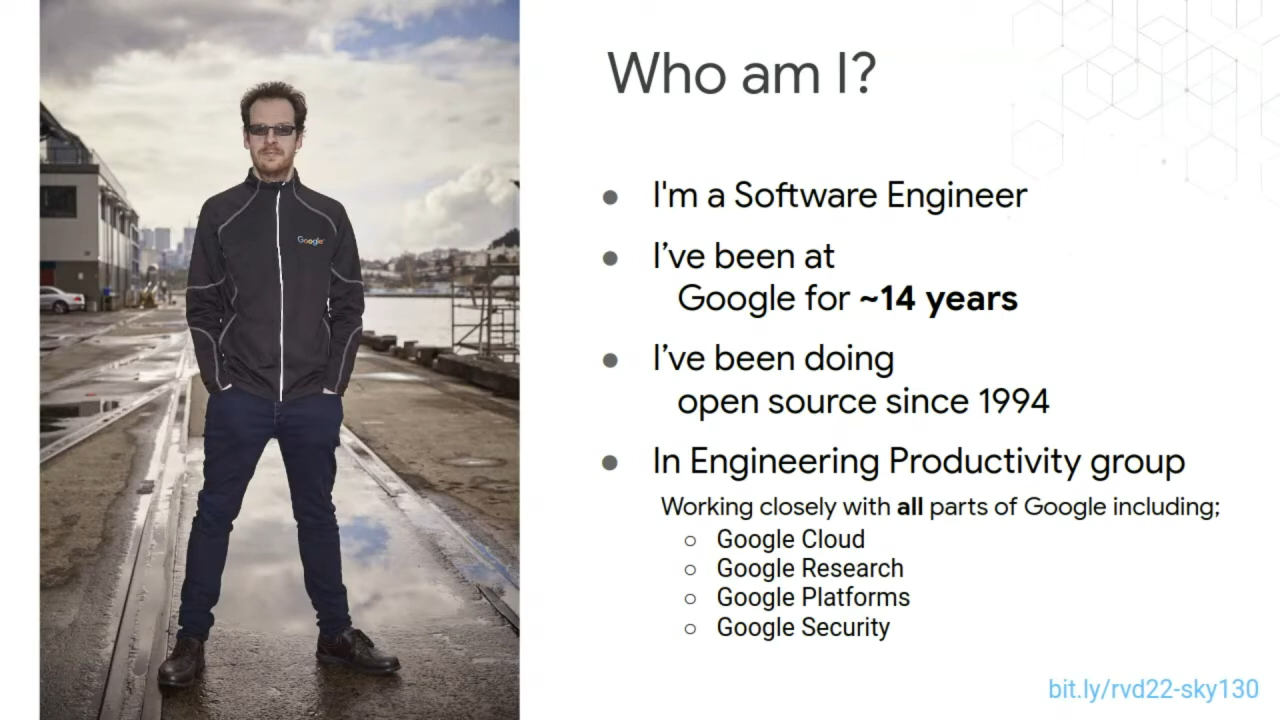 Google
Who am I?
● I'm a Software Engineer
● I’ve been at
Google for ~14 years
● I’ve been doing
open source since 1994
● In Engineering Productivity group
Working closely with all parts of Google including;
○ Google Cloud
○ Google Research
○ Google Platforms
○ Google Security
bit.ly/rvd22-sky130